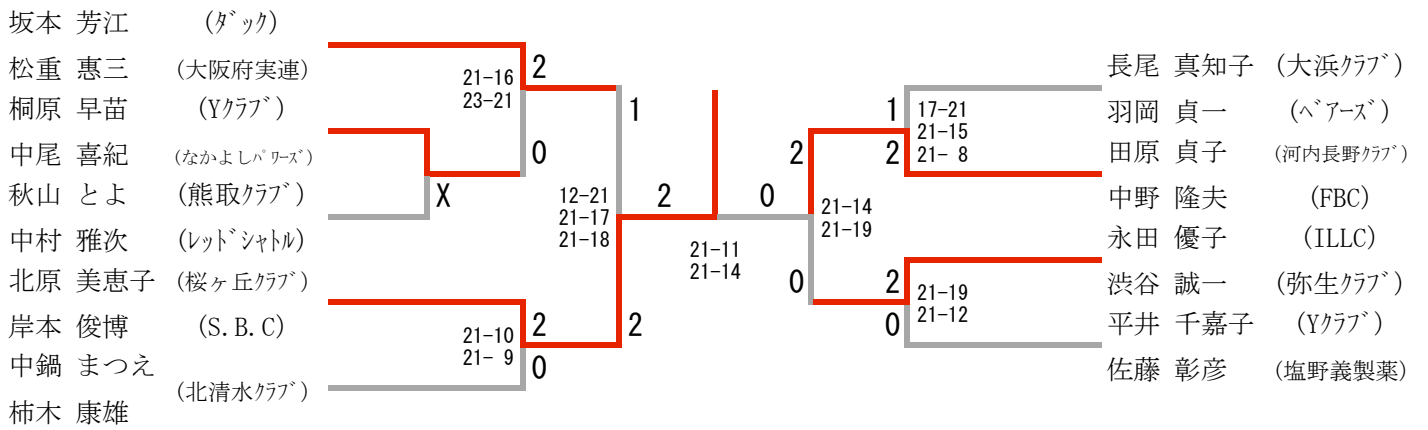 坂本 芳江 (ﾀﾞｯｸ)
松重 惠三 (大阪府実連)
桐原 早苗 (Yｸﾗﾌﾞ)
中尾 喜紀 (なかよしﾊﾟﾜｰｽﾞ)
秋山 とよ (熊取ｸﾗﾌﾞ)
中村 雅次 (ﾚｯﾄﾞｼｬﾄﾙ)
北原 美恵子 (桜ヶ丘ｸﾗﾌﾞ)
岸本 俊博 (S.B.C)
中鍋 まつえ
(北清水ｸﾗﾌﾞ)
柿木 康雄
21-16
23-21
2
0
X
21-10
21- 9
2
0
12-21
21-17
21-18
1
2
2
21-11
21-14
0
21-14
21-19
2
0
17-21
21-15
21- 8
1
2
21-19
21-12
2
0
長尾 真知子 (大浜ｸﾗﾌﾞ)
羽岡 貞一 (ﾍﾞｱｰｽﾞ)
田原 貞子 (河内長野ｸﾗﾌﾞ)
中野 隆夫 (FBC)
永田 優子 (ILLC)
渋谷 誠一 (弥生ｸﾗﾌﾞ)
平井 千嘉子 (Yｸﾗﾌﾞ)
佐藤 彰彦 (塩野義製薬)